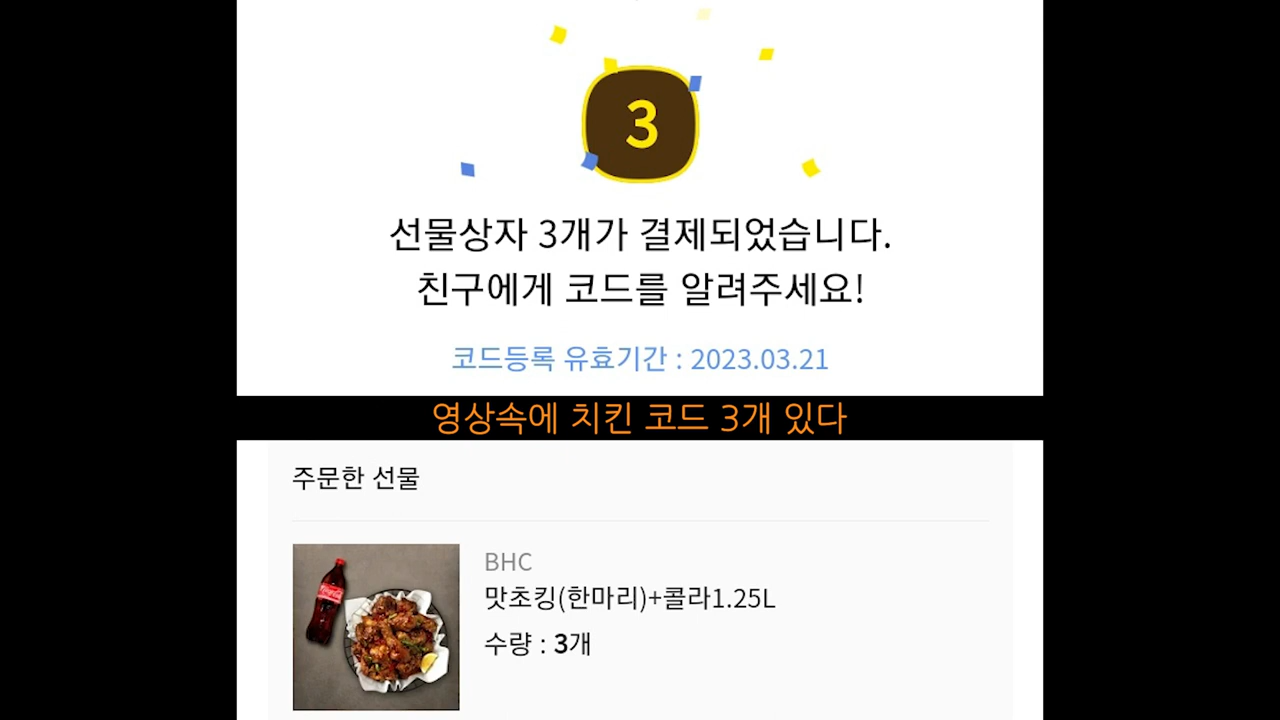 3
선물상자 3개가 결제되었습니다.
친구에게 코드를 알려주세요!
코드등록 유효기간 : 2023.03.21
영상속에 치킨 코드 3개 있다
주문한 선물
BHC
맛초킹(한마리)+콜라1.25L
수량 : 3개
Coca-Cola